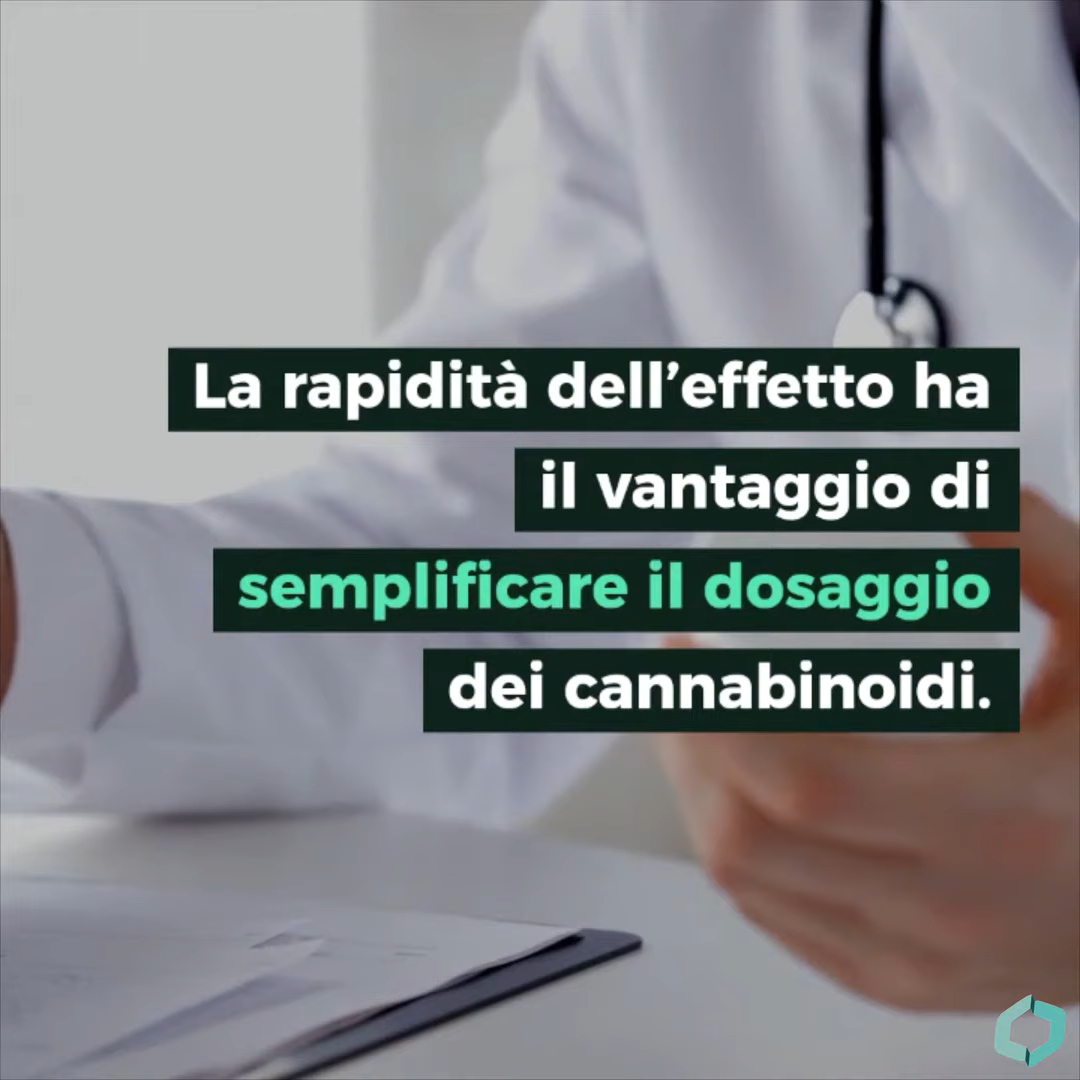 La rapidità dell’effetto ha
il vantaggio di
semplificare il dosaggio
dei cannabinoidi.